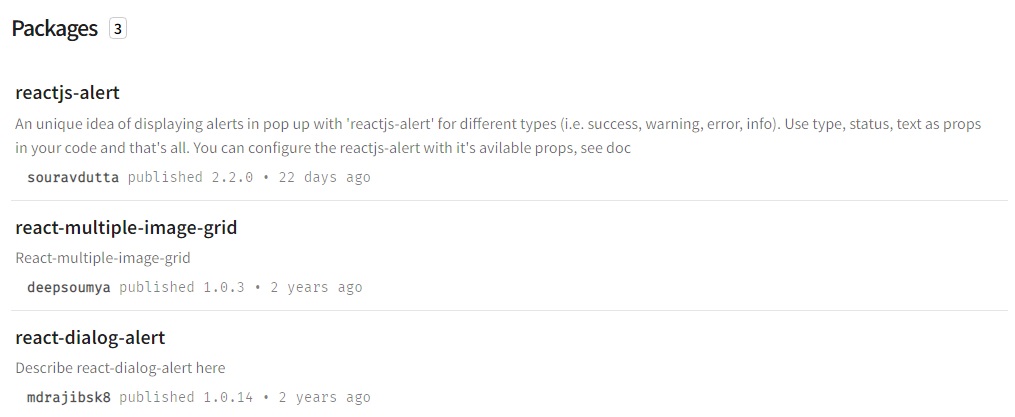 Packages 3
reactjs-alert
An unique idea of displaying alerts in pop up with 'reactjs-alert' for different types (i.e. success, warning, error, info). Use type, status, text as props
in your code and that's all. You can configure the reactjs-alert with it's avilable props, see doc
souravdutta published 2.2.0 • 22 days ago
react-multiple-image-grid
React-multiple-image-grid
deepsoumya published 1.0.3 • 2 years ago
react-dialog-alert
Describe react-dialog-alert here
mdrajibsk8 published 1.0.14 • 2 years ago